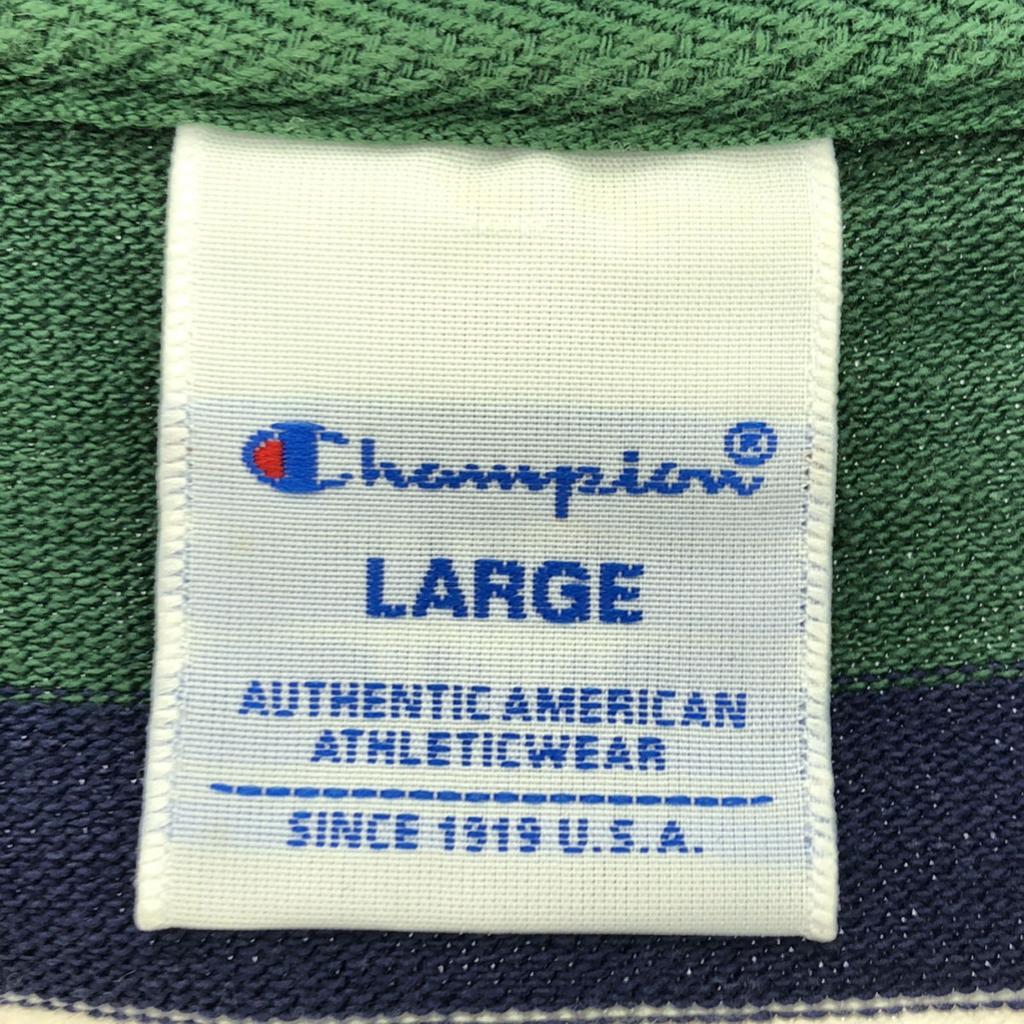 Champion®
LARGE
AUTHENTIC AMERICAN
ATHLETICWEAR
SINCE 1919 U.S.A.